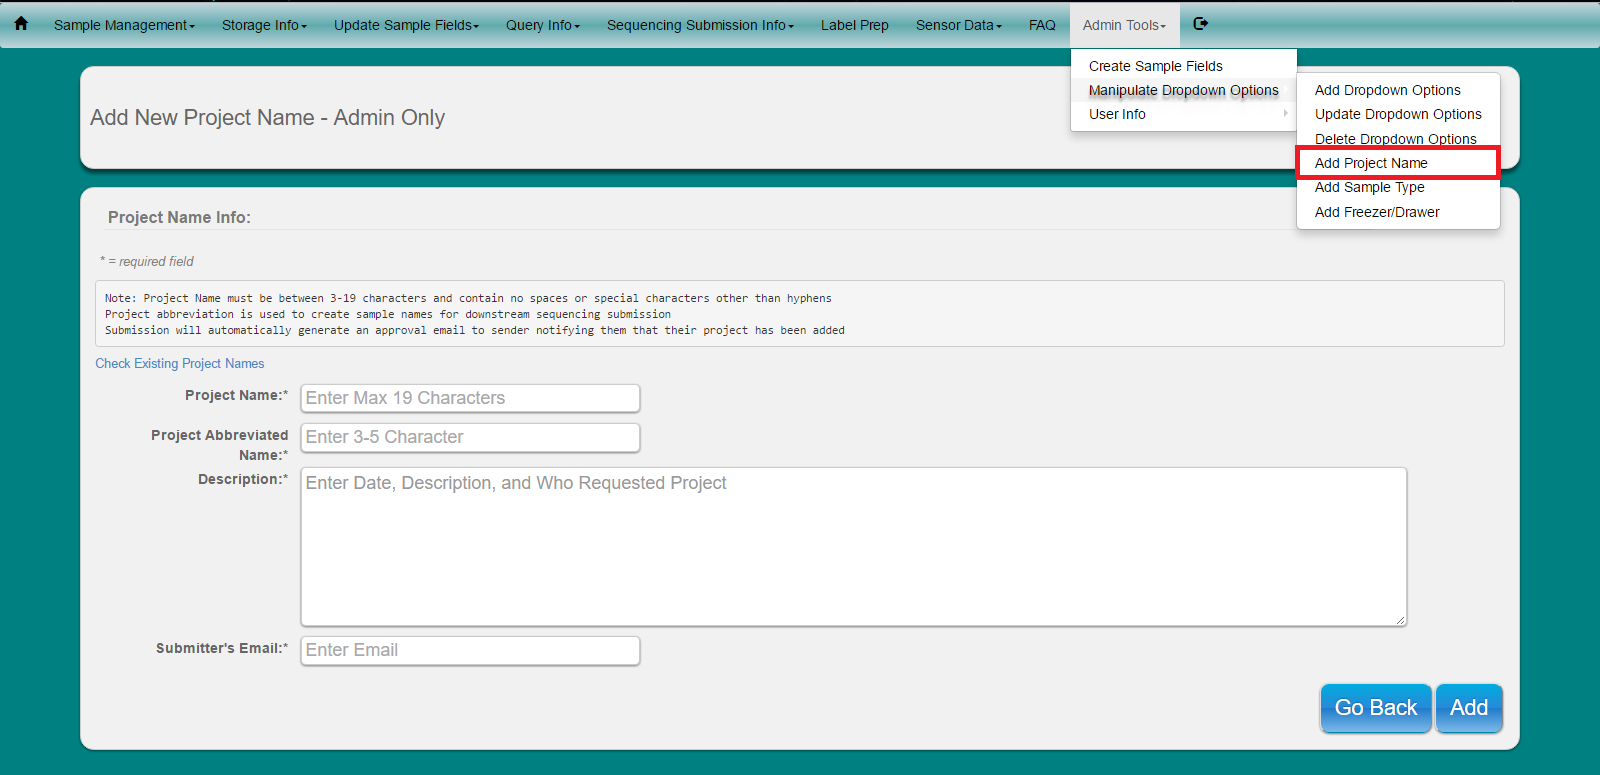 Sample Management Storage Info Update Sample Fields Query Info Sequencing Submission Info Label Prep Sensor Data FAQ Admin Tools
Create Sample Fields
Manipulate Dropdown Options
User Info
Add Dropdown Options
Update Dropdown Options
Delete Dropdown Options
Add Project Name
Add Sample Type
Add Freezer/Drawer
Add New Project Name - Admin Only
Project Name Info:
* = required field
Note: Project Name must be between 3-19 characters and contain no spaces or special characters other than hyphens
Project abbreviation is used to create sample names for downstream sequencing submission
Submission will automatically generate an approval email to sender notifying them that their project has been added
Check Existing Project Names
Project Name:* Enter Max 19 Characters
Project Abbreviated Enter 3-5 Character
Name:*
Description:* Enter Date, Description, and Who Requested Project
Submitter's Email:* Enter Email
Go Back Add